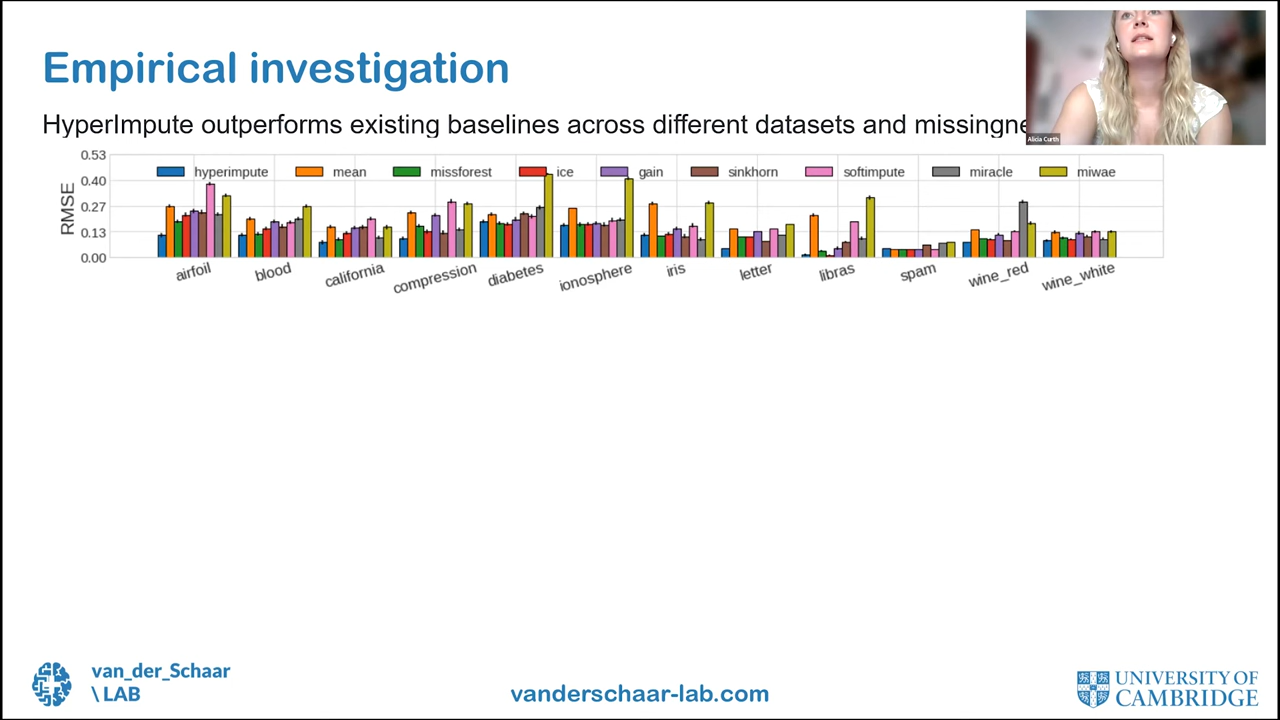 Empirical investigation
HyperImpute outperforms existing baselines across different datasets and
Alicia Curth
0.53
0.40
0.27
0.13
0.00
RMSE
hyperimpute mean missforest ice gain sinkhorn softimpute miracle miwae
airfoil blood california compression diabetes ionosphere iris letter libras spam wine_red wine_white
van_der_Schaar
\ LAB
vanderschaar-lab.com
UNIVERSITY OF
CAMBRIDGE